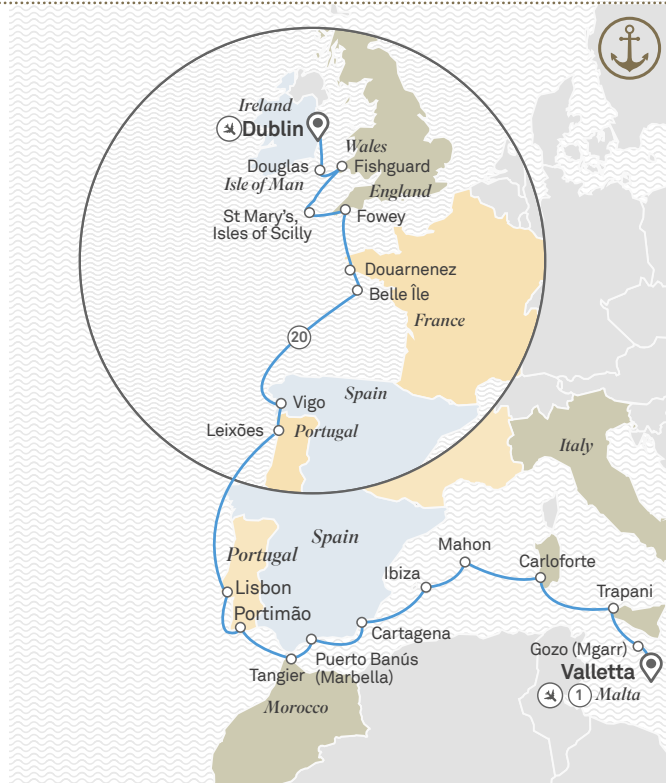 Ireland
Dublin
Wales
Douglas
Fishguard
Isle of Man
England
St Mary's,
Isles of Scilly
Fowey
Douarnenez
Belle Île
France
20
Spain
Vigo
Leixões
Portugal
Italy
Spain
Portugal
Mahon
Carloforte
Ibiza
Lisbon
Trapani
Portimão
Cartagena
Gozo (Mgarr)
Puerto Banús
(Marbella)
Tangier
Valletta
1
Malta
Morocco